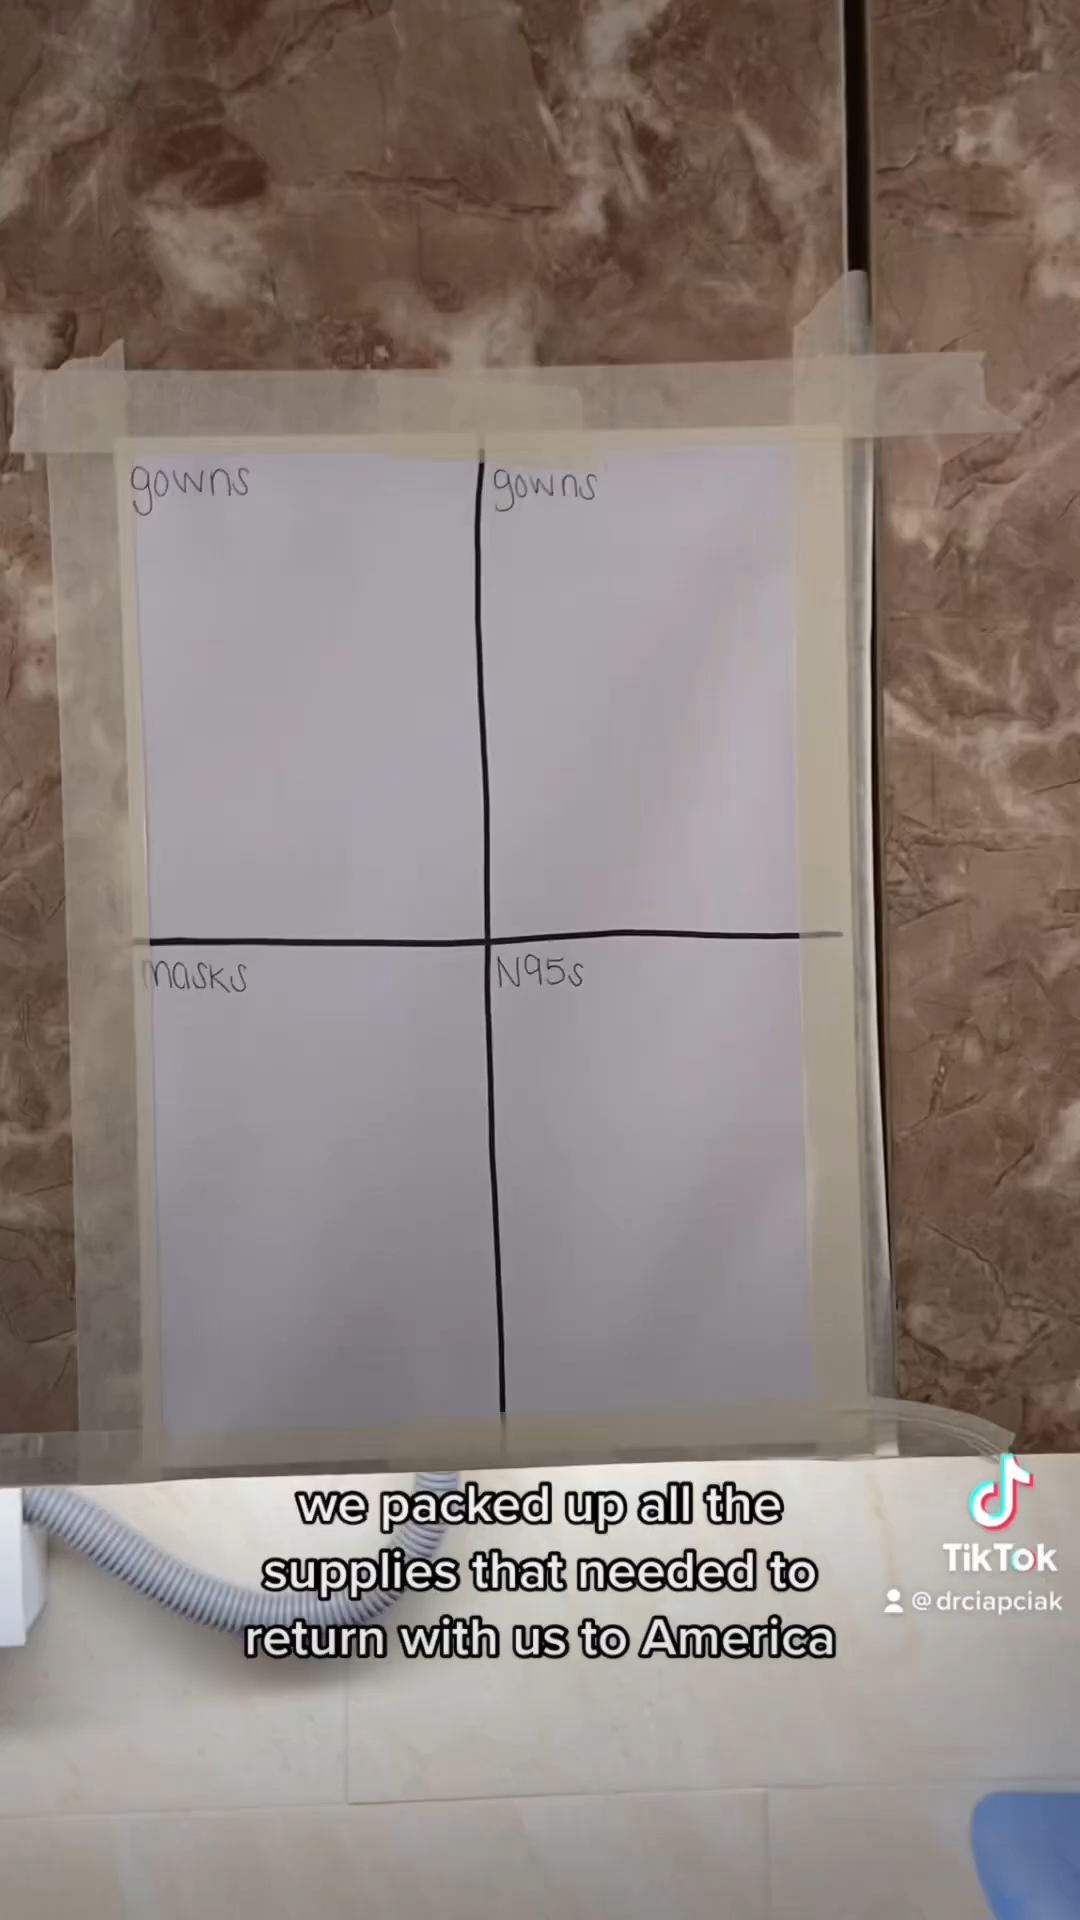 gowns
gowns
masks
N95s
we packed up all the
supplies that needed to
return with us to America
TikTok
@drciapciak